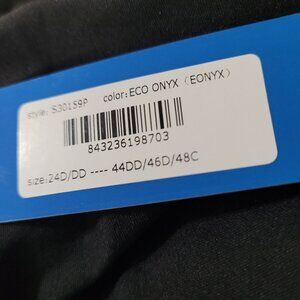 style: S30159P color: ECO ONYX (EONYX)
843236198703
size: 24D/DD ---- 44DD/46D/48C